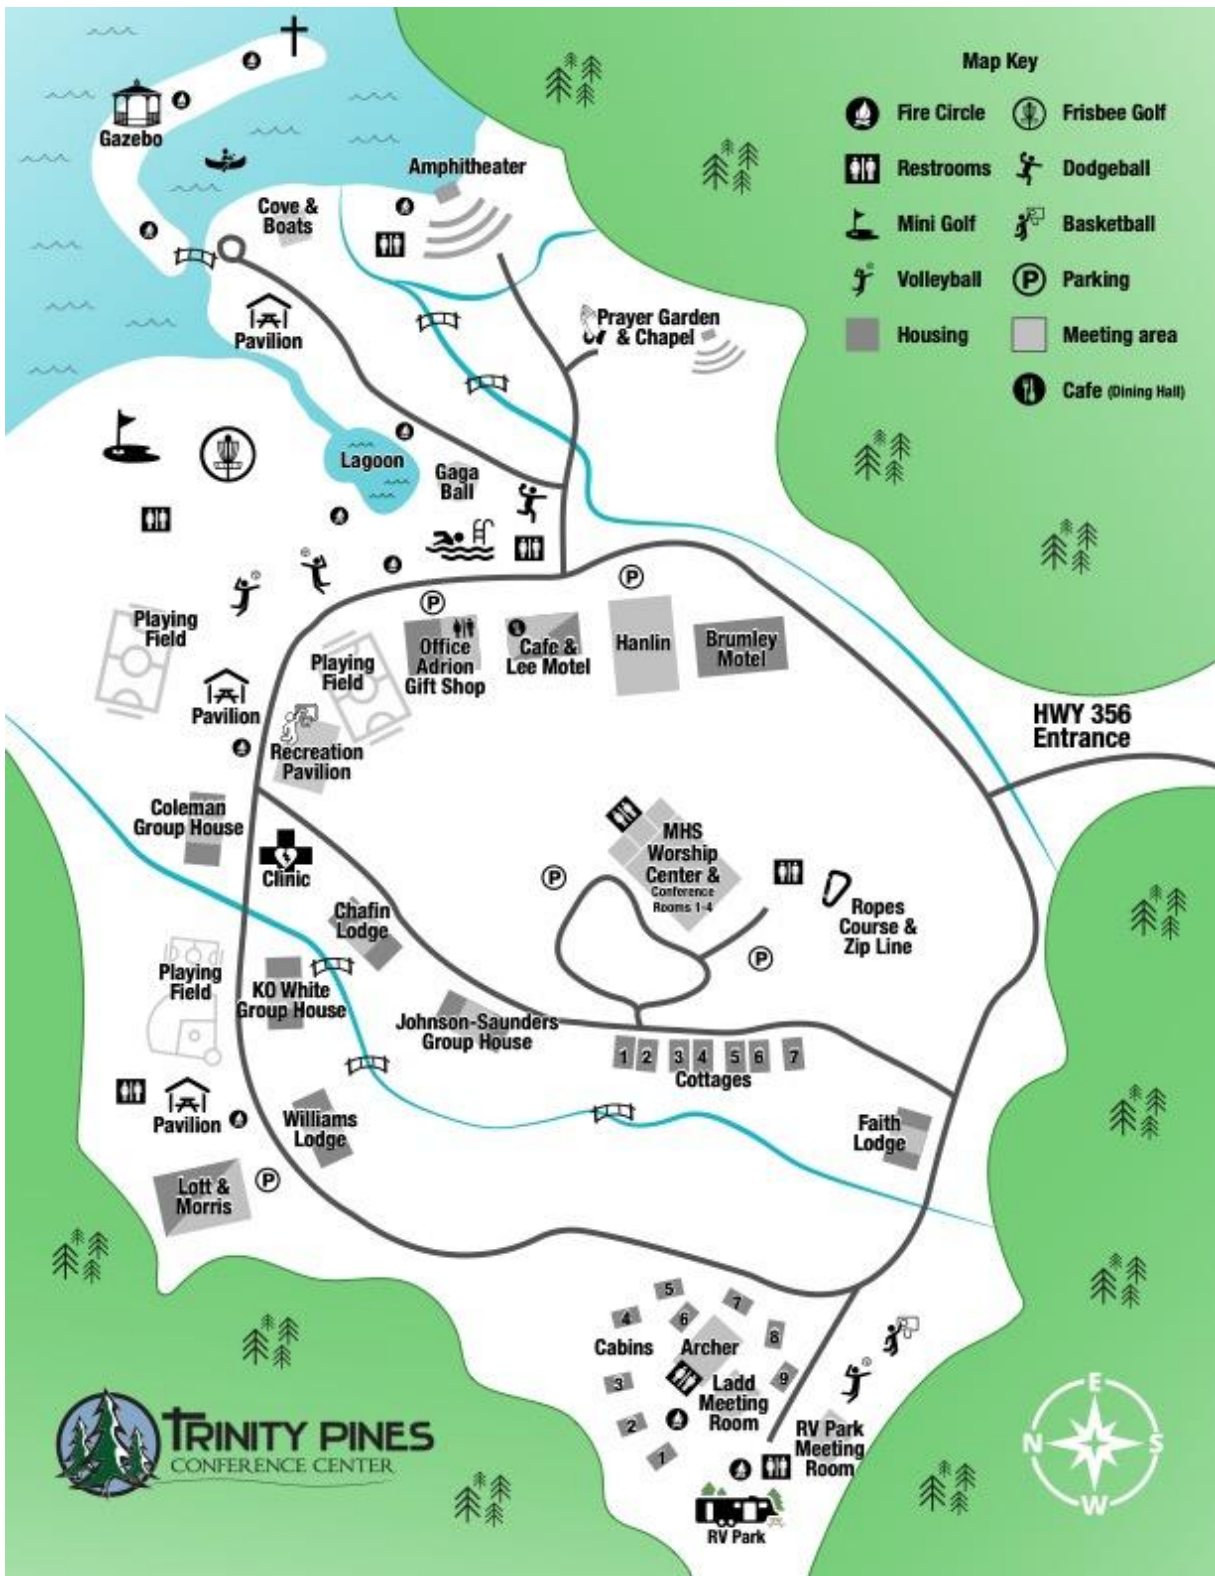 Map Key
Fire Circle
Frisbee Golf
Restrooms
Dodgeball
Mini Golf
Basketball
Volleyball
P
Parking
Housing
Meeting area
Cafe (Dining Hall)
Gazebo
Amphitheater
Cove &
Boats
Pavilion
Prayer Garden
& Chapel
Lagoon
Gaga
Ball
P
P
Playing
Field
Pavilion
Playing
Field
Office
Adrion
Gift Shop
Cafe &
Lee Motel
Hanlin
Brumley
Motel
HWY 356
Entrance
Recreation
Pavilion
Coleman
Group House
Clinic
MHS
Worship
Center &
Conference
Rooms 1-4
P
P
Ropes
Course &
Zip Line
Chafin
Lodge
Playing
Field
KO White
Group House
Johnson-Saunders
Group House
1 2 3 4 5 6 7
Cottages
Pavilion
Williams
Lodge
Faith
Lodge
Lott &
Morris
P
5
4
6
7
8
Cabins
Archer
3
9
Ladd
Meeting
Room
2
1
RV Park
Meeting
Room
RV Park
TRINITY PINES
CONFERENCE CENTER
E
N
S
W